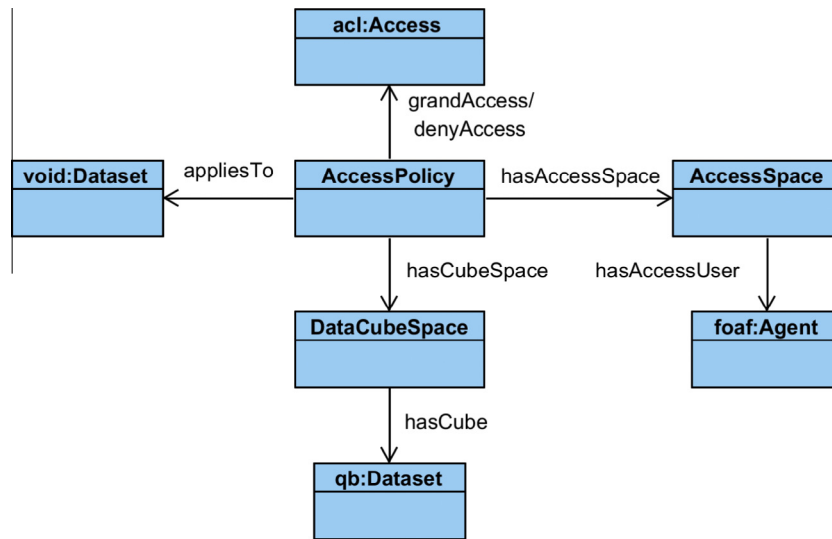 acl:Access
grandAccess/
denyAccess
void:Dataset
appliesTo
AccessPolicy
hasAccessSpace
AccessSpace
hasCubeSpace
hasAccessUser
DataCubeSpace
foaf:Agent
hasCube
qb:Dataset